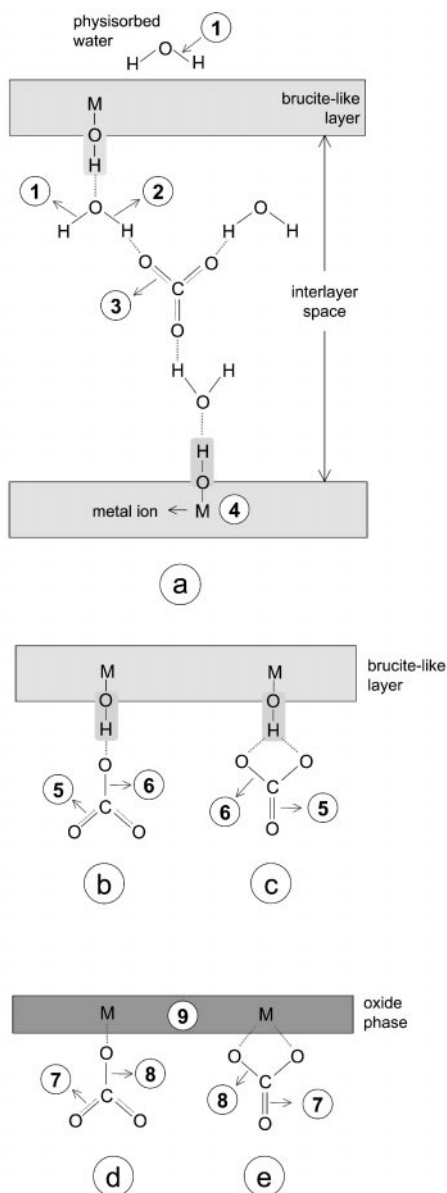 physisorbed
water
1
O
H H
M
brucite-like
layer
O
H
1 2
O
H H
O
H H
O O
C
3
O
interlayer
space
H H
O
H
O
metal ion M 4
a
M M
brucite-like
layer
O O
H H
O
O O
5 6
C
C
6 5
O O
O
b c
M 9 M
oxide
phase
O
O O
7 8
C
C
8 7
O O
O
d e